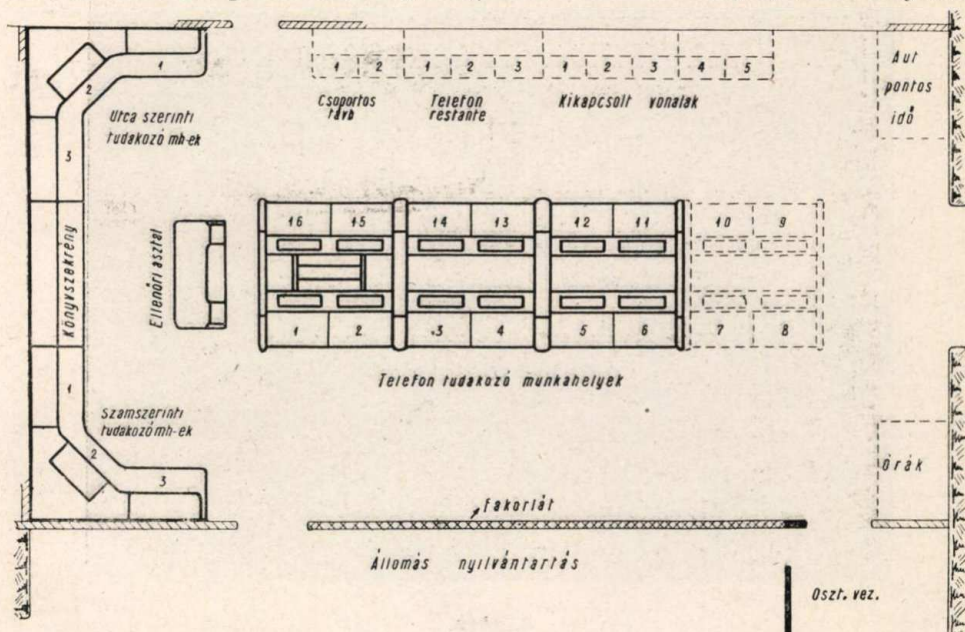 1 2 1 2 3 1 2 3 4 5
Csoportos
távb
Telefon
restante
Kikapcsolt vonalak
Aut
pontos
idő
1
2
3
Utca szerinti
tudakozó mh-ek
Könyvszekrény
Ellenőri asztal
16 15 14 13 12 11 10 9
1 2 3 4 5 6 7 8
Telefon tudakozó munkahelyek
1
2
3
Számszerinti
tudakozó mh-ek
Órák
fakorlát
Állomás nyilvántartás
Oszt. vez.